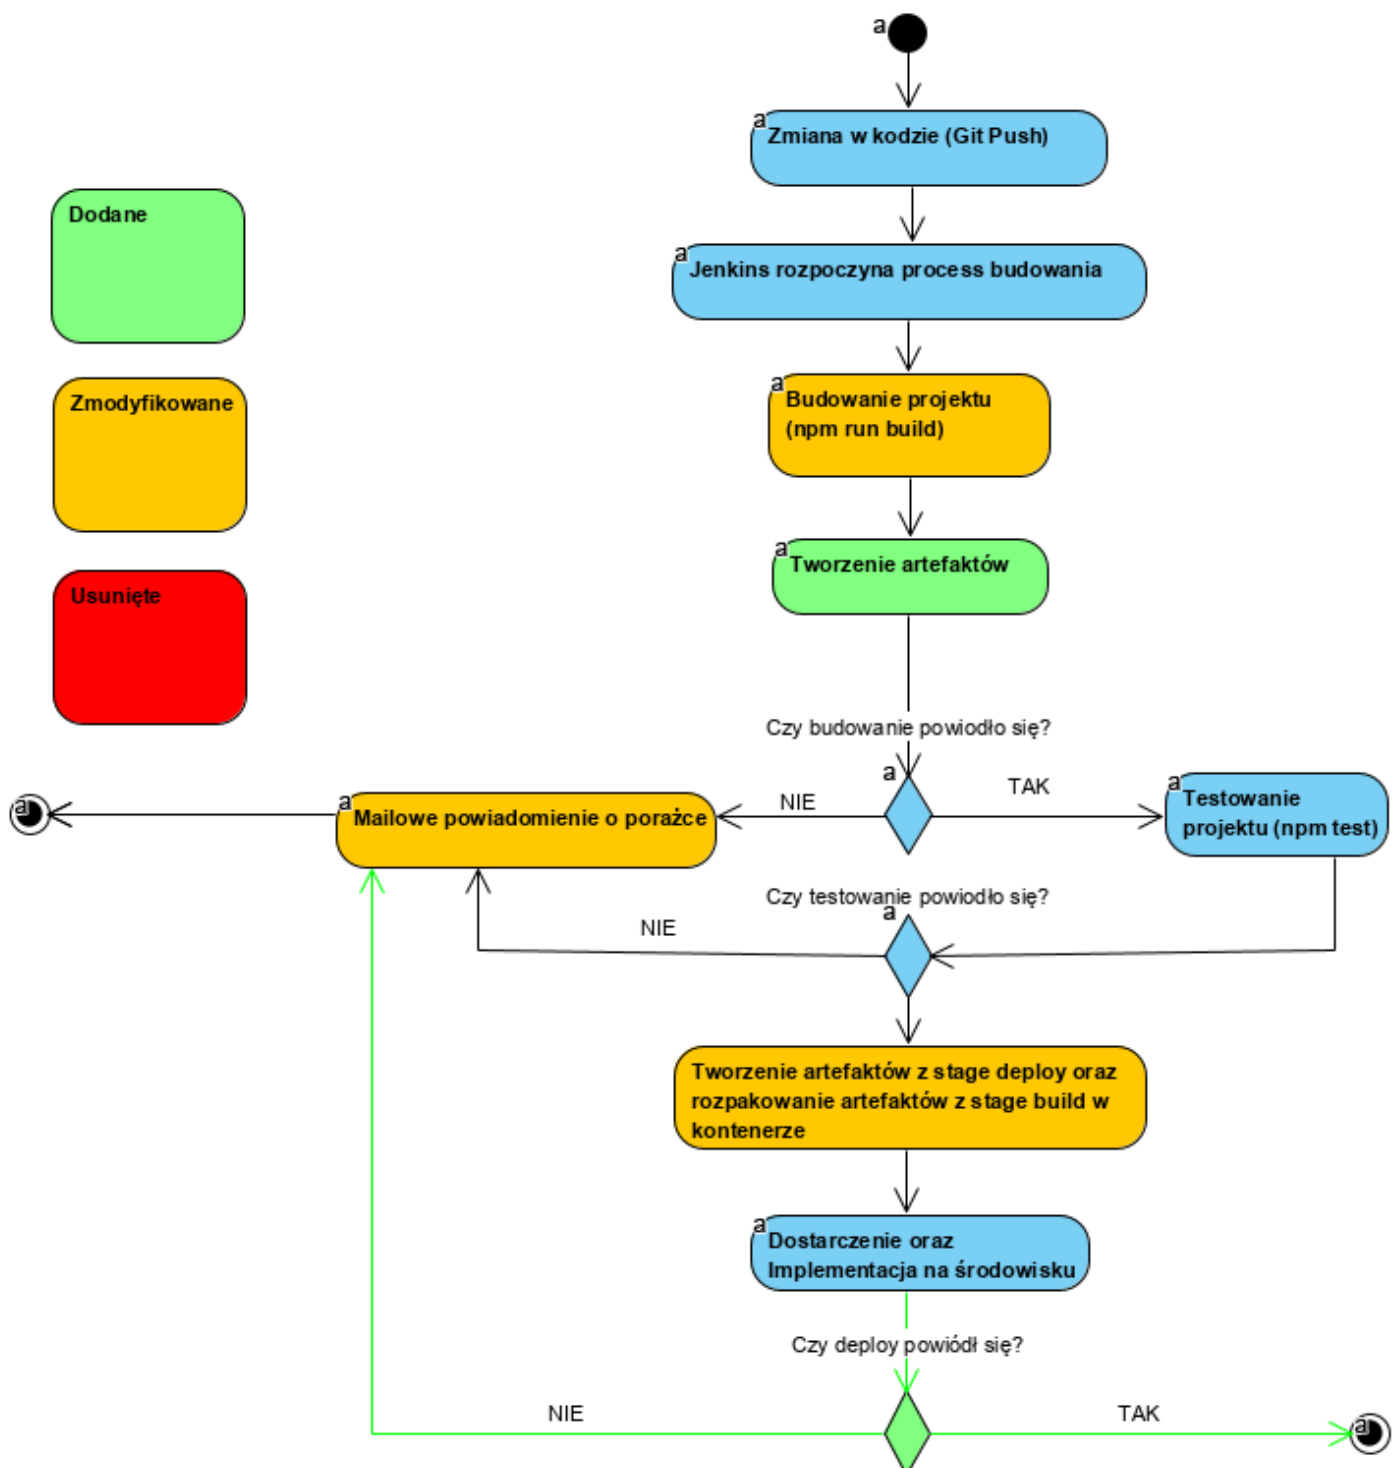 a
a
Zmiana w kodzie (Git Push)
Dodane
a
Jenkins rozpoczyna process budowania
Zmodyfikowane
a
Budowanie projektu
(npm run build)
a
Tworzenie artefaktów
Usunięte
Czy budowanie powiodło się?
a
NIE
TAK
a
Testowanie
projektu (npm test)
a
Mailowe powiadomienie o porażce
a
Czy testowanie powiodło się?
a
NIE
Tworzenie artefaktów z stage deploy oraz
rozpakowanie artefaktów z stage build w
kontenerze
a
Dostarczenie oraz
Implementacja na środowisku
Czy deploy powiódł się?
NIE
TAK
a